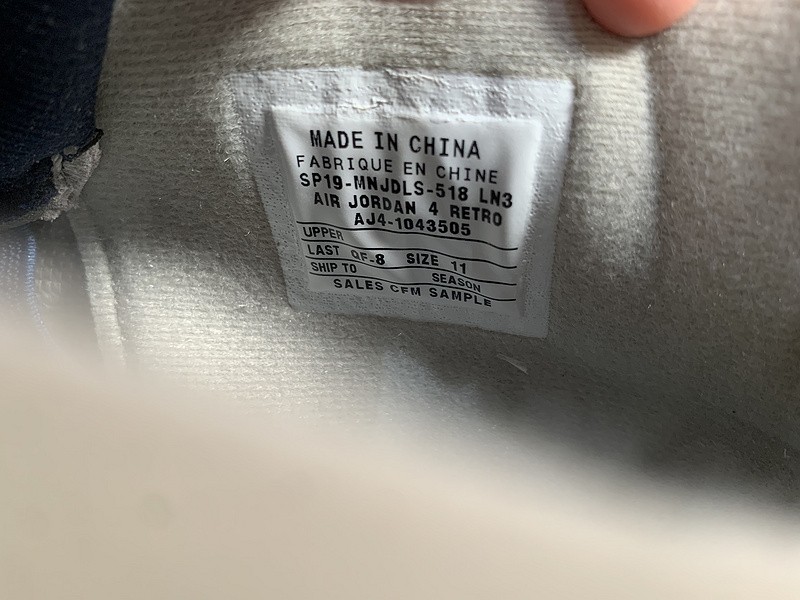 MADE IN CHINA
FABRIQUE EN CHINE
SP19-MNJDLS-518 LN3
AIR JORDAN 4 RETRO
AJ4-1043505
UPPER
LAST QF-8 SIZE 11
SHIP TO SEASON
SALES CFM SAMPLE